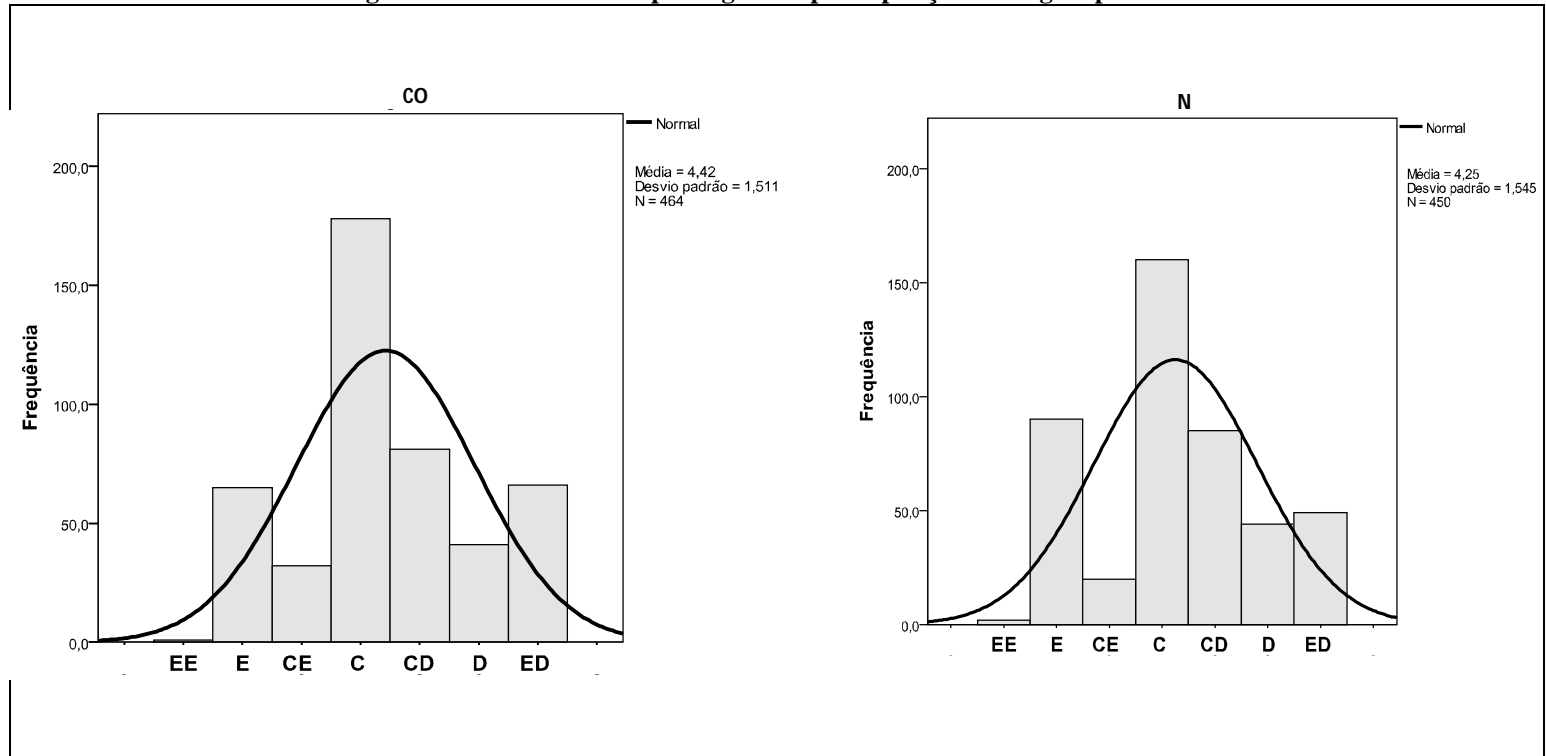 CO
Normal
Média = 4,42
Desvio padrão = 1,511
N = 464
Frequência
200,0
150,0
100,0
50,0
0,0
EE E CE C CD D ED
N
Normal
Média = 4,25
Desvio padrão = 1,545
N = 450
Frequência
200,0
150,0
100,0
50,0
0,0
EE E CE C CD D ED